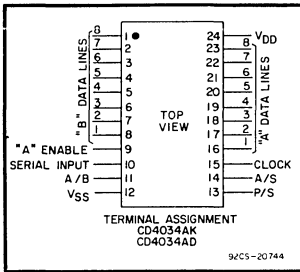 8 1 24 VDD
7 2 23 8
6 3 22 7
5 4 21 6
4 5 20 5
3 6 19 4
2 7 18 3
1 8 17 2
"A" ENABLE 9 16 1
SERIAL INPUT 10 15 CLOCK
A/B 11 14 A/S
VSS 12 13 P/S
"B" DATA LINES
TOP
VIEW
"A" DATA LINES
TERMINAL ASSIGNMENT
CD4034AK
CD4034AD
92CS-20744